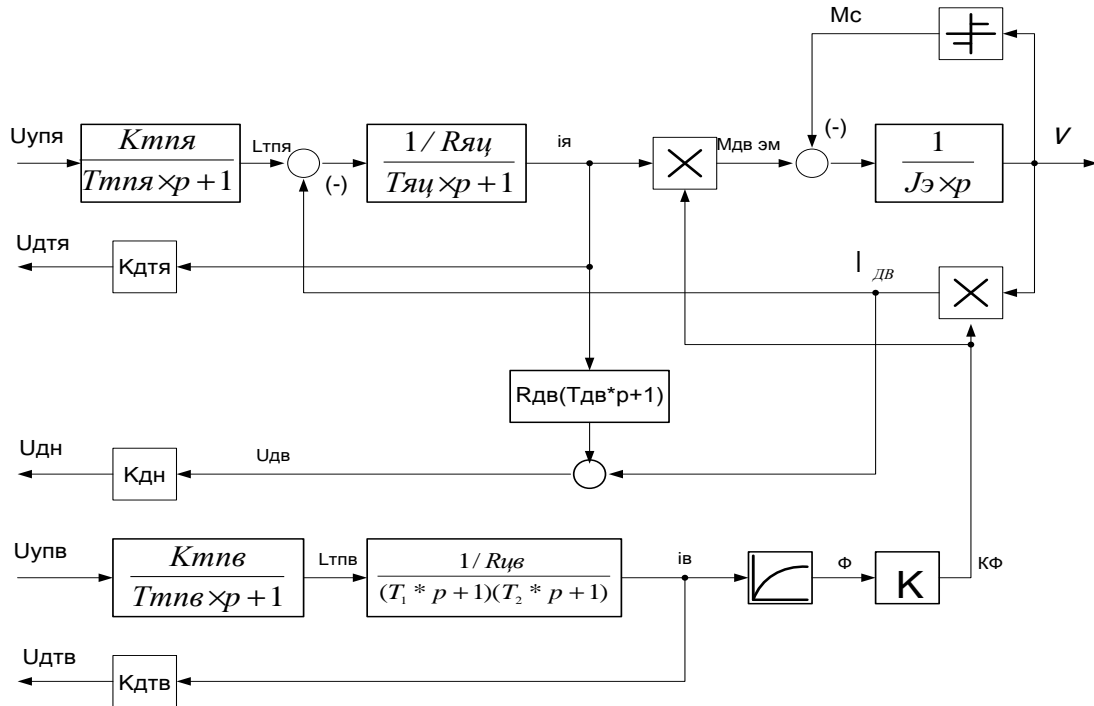 Mc
Uупя
Kтпя
Tтпя×p+1
Lтпя
(-)
1/Rяц
Tяц×p+1
iя
Mдв эм
(-)
1
Jэ×p
V
Uдтя
Kдтя
l ДВ
Rдв(Tдв*p+1)
Uдн
Kдн
Uдв
Uупв
Kтпв
Tтпв×p+1
Lтпв
1/Rцв
(T1*p+1)(T2*p+1)
iв
Ф
K
КФ
Uдтв
Kдтв